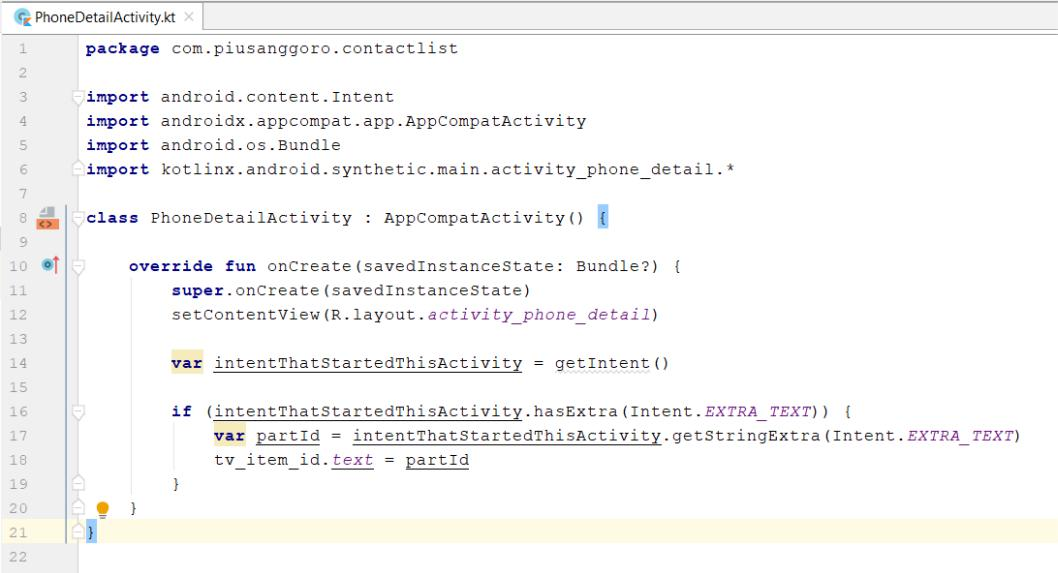 PhoneDetailActivity.kt
1 package com.piusanggoro.contactlist
2
3 import android.content.Intent
4 import androidx.appcompat.app.AppCompatActivity
5 import android.os.Bundle
6 import kotlinx.android.synthetic.main.activity_phone_detail.*
7
8 class PhoneDetailActivity : AppCompatActivity() {
9
10 override fun onCreate(savedInstanceState: Bundle?) {
11 super.onCreate(savedInstanceState)
12 setContentView(R.layout.activity_phone_detail)
13
14 var intentThatStartedThisActivity = getIntent()
15
16 if (intentThatStartedThisActivity.hasExtra(Intent.EXTRA_TEXT)) {
17 var partId = intentThatStartedThisActivity.getStringExtra(Intent.EXTRA_TEXT)
18 tv_item_id.text = partId
19 }
20 }
21 }
22